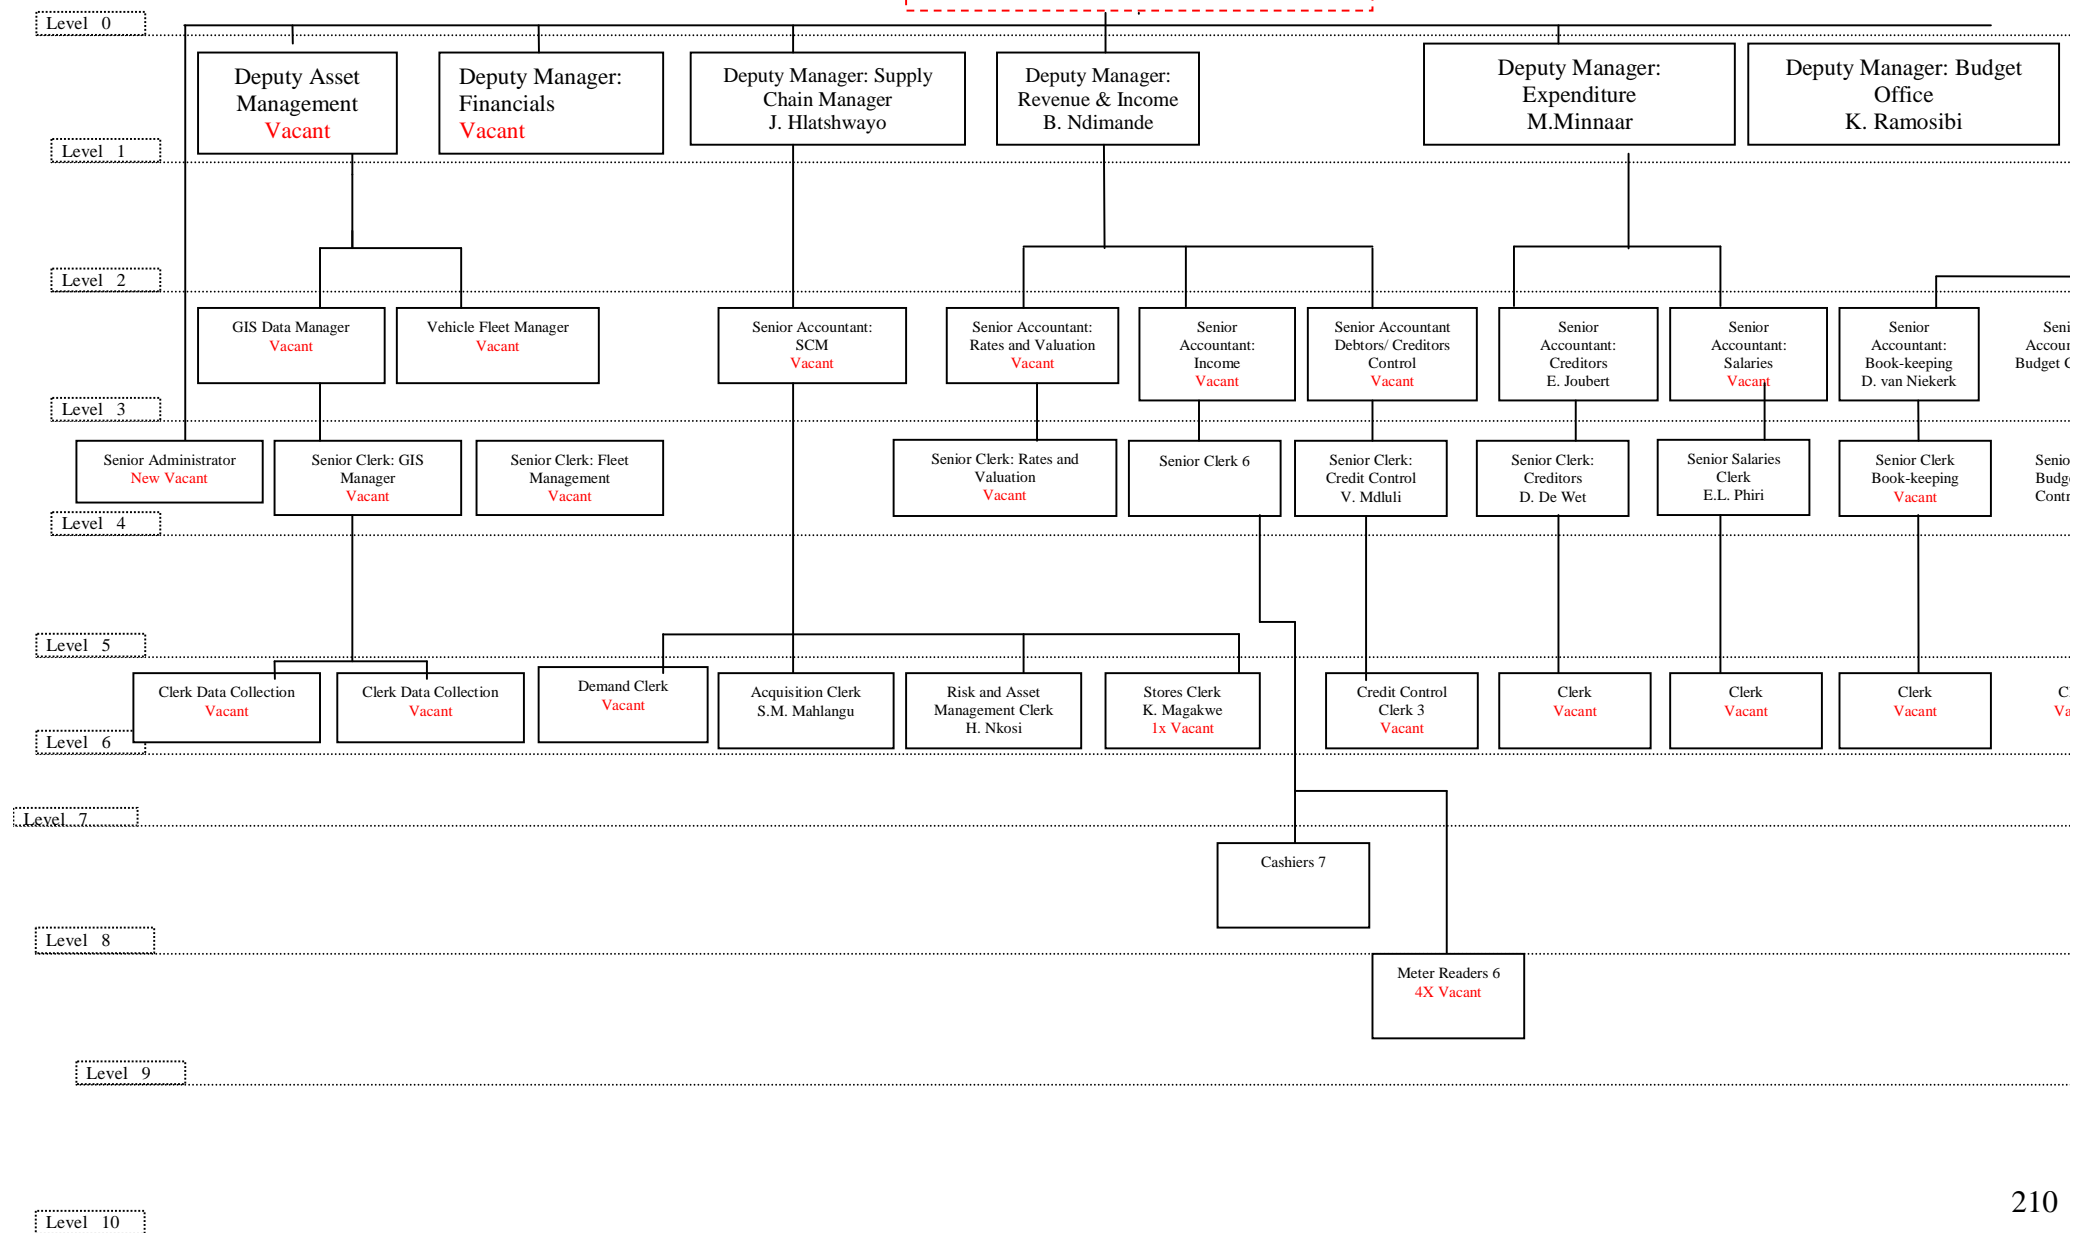 Level 0
Deputy Asset
Management
Vacant
Deputy Manager:
Financials
Vacant
Deputy Manager: Supply
Chain Manager
J. Hlatshwayo
Deputy Manager:
Revenue & Income
B. Ndimande
Deputy Manager:
Expenditure
M.Minnaar
Deputy Manager: Budget
Office
K. Ramosibi
Level 1
Level 2
GIS Data Manager
Vacant
Vehicle Fleet Manager
Vacant
Senior Accountant:
SCM
Vacant
Senior Accountant:
Rates and Valuation
Vacant
Senior
Accountant:
Income
Vacant
Senior Accountant
Debtors/ Creditors
Control
Vacant
Senior
Accountant:
Creditors
E. Joubert
Senior
Accountant:
Salaries
Vacant
Senior
Accountant:
Book-keeping
D. van Niekerk
Budget
Level 3
Senior Administrator
New Vacant
Senior Clerk: GIS
Manager
Vacant
Senior Clerk: Fleet
Management
Vacant
Senior Clerk: Rates and
Valuation
Vacant
Senior Clerk 6
Senior Clerk:
Credit Control
V. Mdluli
Senior Clerk:
Creditors
D. De Wet
Senior Salaries
Clerk
E.L. Phiri
Senior Clerk
Book-keeping
Vacant
Level 4
Level 5
Clerk Data Collection
Vacant
Clerk Data Collection
Vacant
Demand Clerk
Vacant
Acquisition Clerk
S.M. Mahlangu
Risk and Asset
Management Clerk
H. Nkosi
Stores Clerk
K. Magakwe
1x Vacant
Credit Control
Clerk 3
Vacant
Clerk
Vacant
Clerk
Vacant
Clerk
Vacant
Level 6
Level 7
Cashiers 7
Level 8
Meter Readers 6
4X Vacant
Level 9
210
Level 10